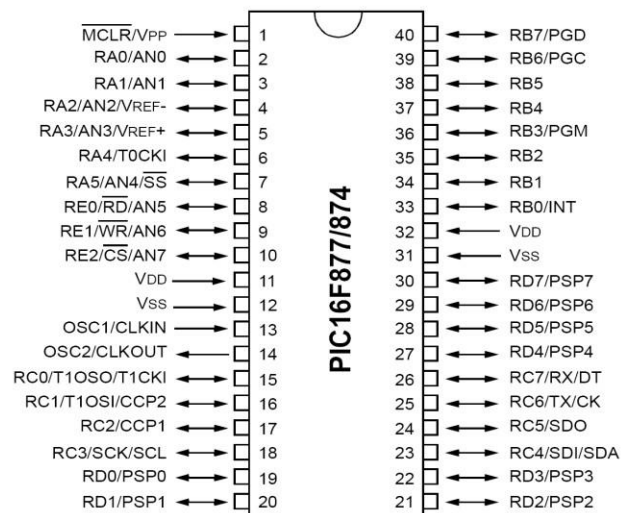 MCLR/VPP 1 40 RB7/PGD
RA0/AN0 2 39 RB6/PGC
RA1/AN1 3 38 RB5
RA2/AN2/VREF- 4 37 RB4
RA3/AN3/VREF+ 5 36 RB3/PGM
RA4/T0CKI 6 35 RB2
RA5/AN4/SS 7 34 RB1
RE0/RD/AN5 8 33 RB0/INT
RE1/WR/AN6 9 32 VDD
RE2/CS/AN7 10 31 VSS
VDD 11 30 RD7/PSP7
VSS 12 29 RD6/PSP6
OSC1/CLKIN 13 28 RD5/PSP5
OSC2/CLKOUT 14 27 RD4/PSP4
RC0/T1OSO/T1CKI 15 26 RC7/RX/DT
RC1/T1OSI/CCP2 16 25 RC6/TX/CK
RC2/CCP1 17 24 RC5/SDO
RC3/SCK/SCL 18 23 RC4/SDI/SDA
RD0/PSP0 19 22 RD3/PSP3
RD1/PSP1 20 21 RD2/PSP2
PIC16F877/874